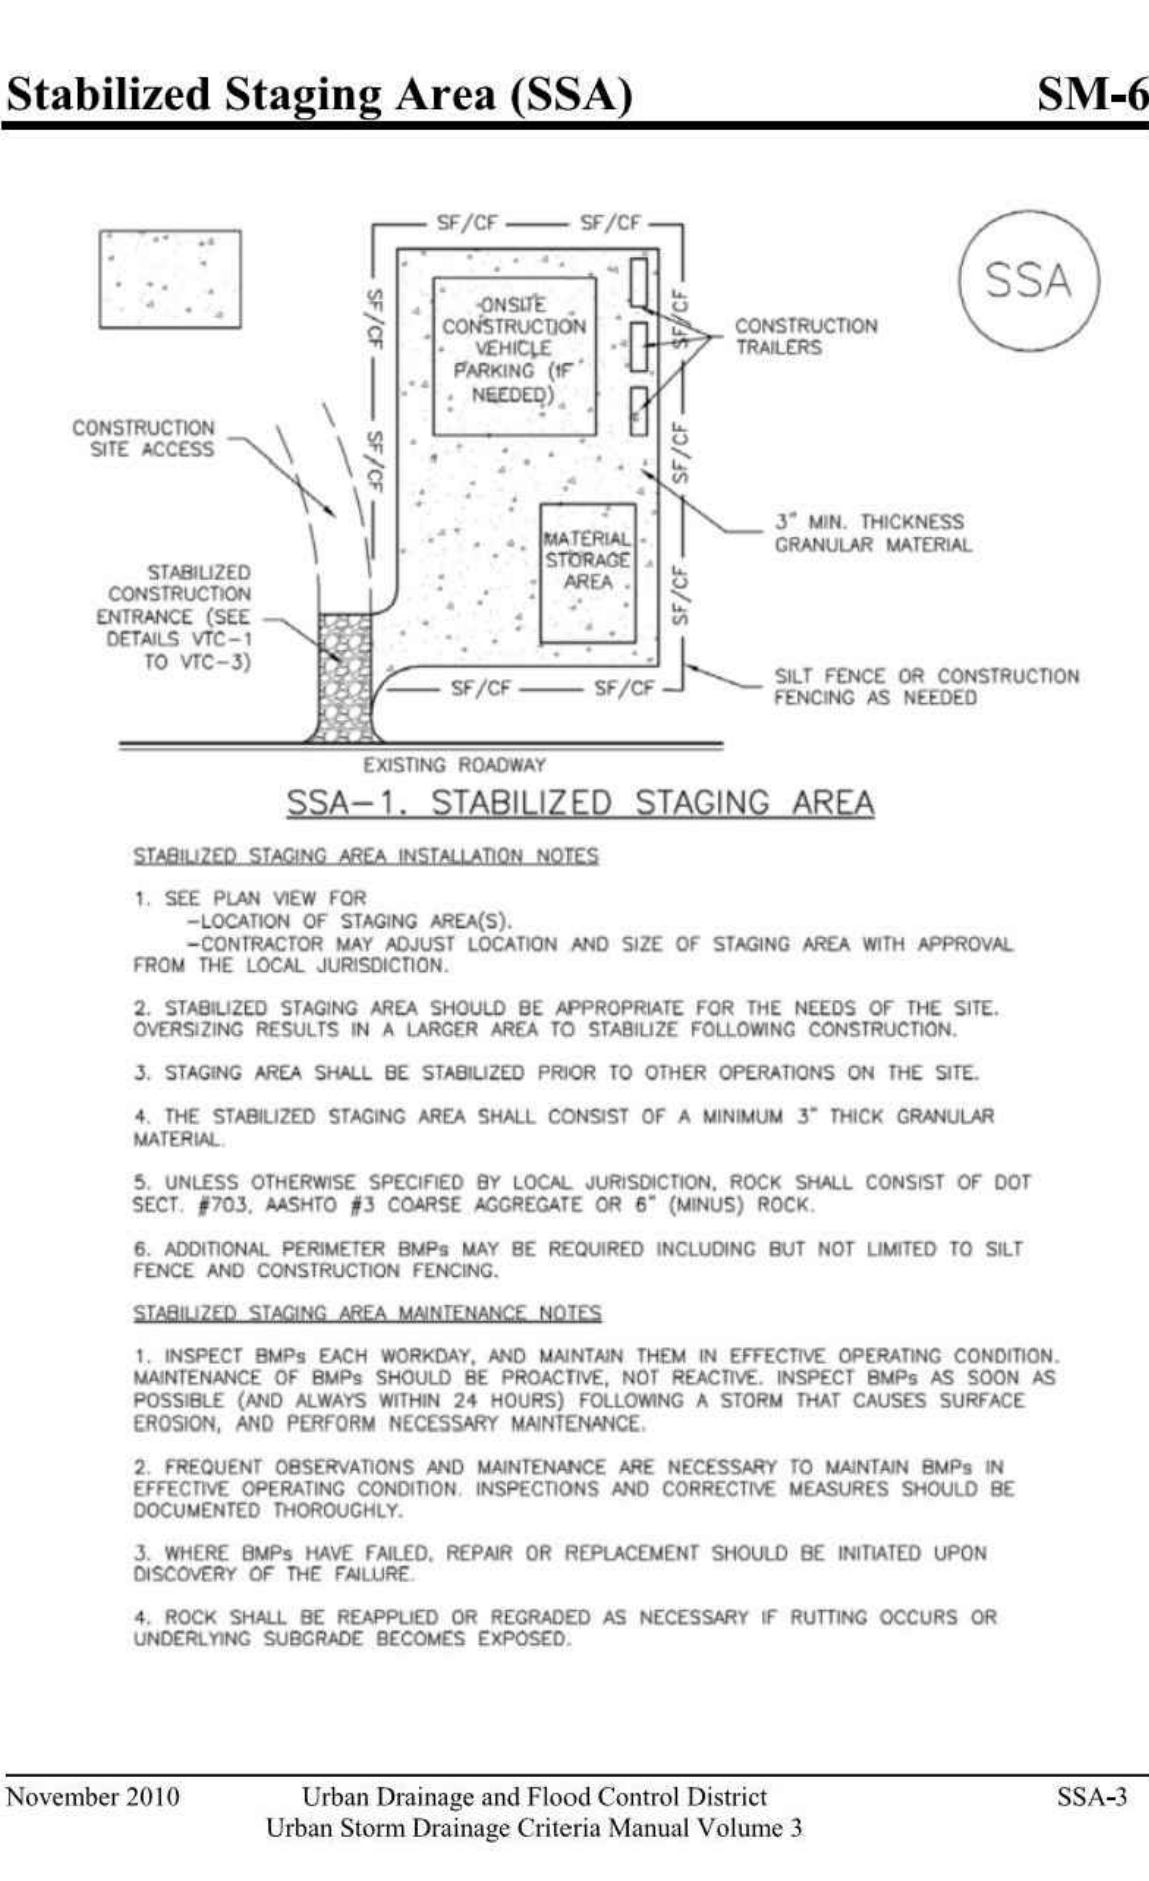 Stabilized Staging Area (SSA) SM-6
SF/CF SF/CF
SSA
SF/CF
SF/CF
ONSITE
CONSTRUCTION
VEHICLE
PARKING (IF
NEEDED)
CONSTRUCTION
TRAILERS
CONSTRUCTION
SITE ACCESS
SF/CF
SF/CF
3" MIN. THICKNESS
GRANULAR MATERIAL
MATERIAL
STORAGE
AREA
STABILIZED
CONSTRUCTION
ENTRANCE (SEE
DETAILS VTC-1
TO VTC-3)
SF/CF
SF/CF SF/CF
SILT FENCE OR CONSTRUCTION
FENCING AS NEEDED
EXISTING ROADWAY
SSA-1. STABILIZED STAGING AREA
STABILIZED STAGING AREA INSTALLATION NOTES
1. SEE PLAN VIEW FOR
-LOCATION OF STAGING AREA(S).
-CONTRACTOR MAY ADJUST LOCATION AND SIZE OF STAGING AREA WITH APPROVAL
FROM THE LOCAL JURISDICTION.
2. STABILIZED STAGING AREA SHOULD BE APPROPRIATE FOR THE NEEDS OF THE SITE.
OVERSIZING RESULTS IN A LARGER AREA TO STABILIZE FOLLOWING CONSTRUCTION.
3. STAGING AREA SHALL BE STABILIZED PRIOR TO OTHER OPERATIONS ON THE SITE.
4. THE STABILIZED STAGING AREA SHALL CONSIST OF A MINIMUM 3" THICK GRANULAR
MATERIAL.
5. UNLESS OTHERWISE SPECIFIED BY LOCAL JURISDICTION, ROCK SHALL CONSIST OF DOT
SECT. #703, AASHTO #3 COARSE AGGREGATE OR 6" (MINUS) ROCK.
6. ADDITIONAL PERIMETER BMPs MAY BE REQUIRED INCLUDING BUT NOT LIMITED TO SILT
FENCE AND CONSTRUCTION FENCING.
STABILIZED STAGING AREA MAINTENANCE NOTES
1. INSPECT BMPs EACH WORKDAY, AND MAINTAIN THEM IN EFFECTIVE OPERATING CONDITION.
MAINTENANCE OF BMPs SHOULD BE PROACTIVE, NOT REACTIVE. INSPECT BMPs AS SOON AS
POSSIBLE (AND ALWAYS WITHIN 24 HOURS) FOLLOWING A STORM THAT CAUSES SURFACE
EROSION, AND PERFORM NECESSARY MAINTENANCE.
2. FREQUENT OBSERVATIONS AND MAINTENANCE ARE NECESSARY TO MAINTAIN BMPs IN
EFFECTIVE OPERATING CONDITION. INSPECTIONS AND CORRECTIVE MEASURES SHOULD BE
DOCUMENTED THOROUGHLY.
3. WHERE BMPs HAVE FAILED, REPAIR OR REPLACEMENT SHOULD BE INITIATED UPON
DISCOVERY OF THE FAILURE.
4. ROCK SHALL BE REAPPLIED OR REGRADED AS NECESSARY IF RUTTING OCCURS OR
UNDERLYING SUBGRADE BECOMES EXPOSED.
November 2010 Urban Drainage and Flood Control District SSA-3
Urban Storm Drainage Criteria Manual Volume 3